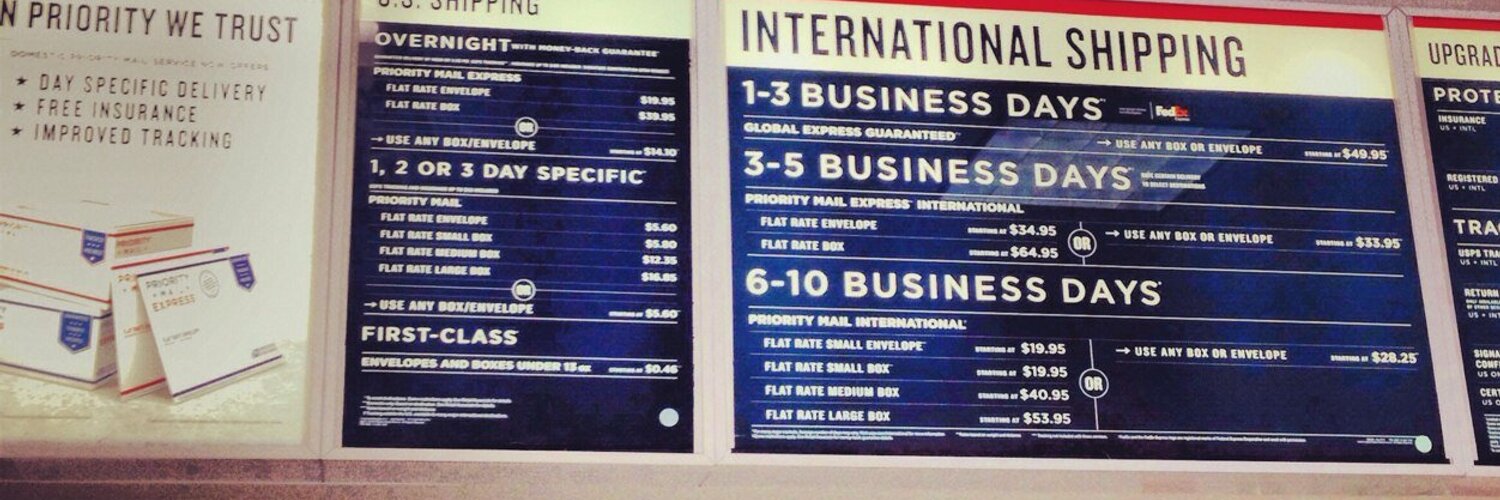 N PRIORITY WE TRUST
DOMESTIC PRIORITY MAIL SERVICE NOW OFFERS
★ DAY SPECIFIC DELIVERY
★ FREE INSURANCE
★ IMPROVED TRACKING
PRIORITY
PRIORITY
★ MAIL ★
EXPRESS
U.S. SHIPPING
OVERNIGHT WITH MONEY-BACK GUARANTEE
PRIORITY MAIL EXPRESS
FLAT RATE ENVELOPE $19.95
FLAT RATE BOX $39.95
OR
→ USE ANY BOX/ENVELOPE STARTING AT $14.10
1, 2 OR 3 DAY SPECIFIC
PRIORITY MAIL
FLAT RATE ENVELOPE $5.60
FLAT RATE SMALL BOX $5.80
FLAT RATE MEDIUM BOX $12.35
FLAT RATE LARGE BOX $16.85
OR
→ USE ANY BOX/ENVELOPE STARTING AT $5.60
FIRST-CLASS
ENVELOPES AND BOXES UNDER 13 oz STARTING AT $0.46
INTERNATIONAL SHIPPING
1-3 BUSINESS DAYS FedEx
GLOBAL EXPRESS GUARANTEED → USE ANY BOX OR ENVELOPE STARTING AT $49.95
3-5 BUSINESS DAYS
PRIORITY MAIL EXPRESS INTERNATIONAL
FLAT RATE ENVELOPE STARTING AT $34.95
FLAT RATE BOX STARTING AT $64.95
OR
→ USE ANY BOX OR ENVELOPE STARTING AT $33.95
6-10 BUSINESS DAYS
PRIORITY MAIL INTERNATIONAL
FLAT RATE SMALL ENVELOPE STARTING AT $19.95
FLAT RATE SMALL BOX STARTING AT $19.95
FLAT RATE MEDIUM BOX STARTING AT $40.95
FLAT RATE LARGE BOX STARTING AT $53.95
OR
→ USE ANY BOX OR ENVELOPE STARTING AT $28.25
UPGRAD
PROTE
INSURANCE
US + INTL
REGISTERED
US + INTL
TRA
USPS TRA
US + INTL
RETURN
US + INT
SIGNA
CONF
US O
CERT
US O